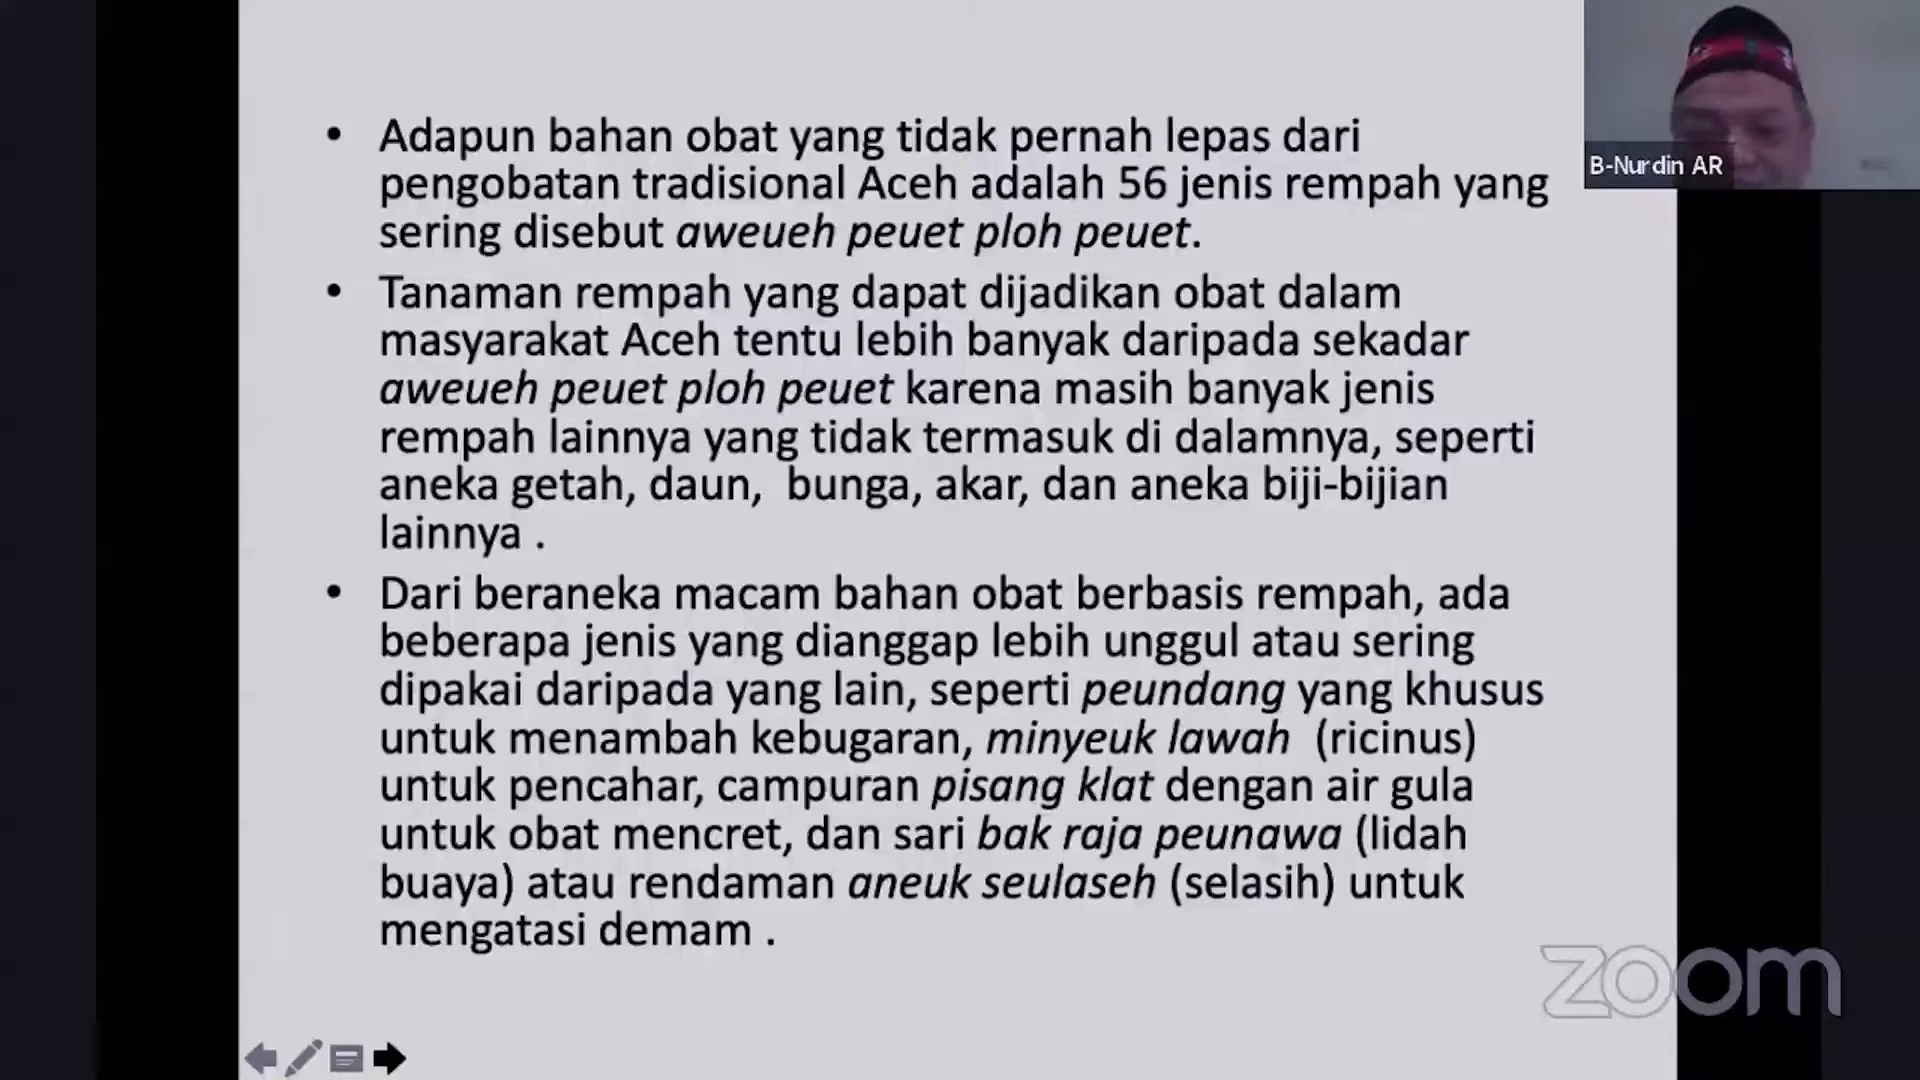 • Adapun bahan obat yang tidak pernah lepas dari
pengobatan tradisional Aceh adalah 56 jenis rempah yang
sering disebut aweueh peuet ploh peuet.
• Tanaman rempah yang dapat dijadikan obat dalam
masyarakat Aceh tentu lebih banyak daripada sekadar
aweueh peuet ploh peuet karena masih banyak jenis
rempah lainnya yang tidak termasuk di dalamnya, seperti
aneka getah, daun, bunga, akar, dan aneka biji-bijian
lainnya .
• Dari beraneka macam bahan obat berbasis rempah, ada
beberapa jenis yang dianggap lebih unggul atau sering
dipakai daripada yang lain, seperti peundang yang khusus
untuk menambah kebugaran, minyeuk lawah (ricinus)
untuk pencahar, campuran pisang klat dengan air gula
untuk obat mencret, dan sari bak raja peunawa (lidah
buaya) atau rendaman aneuk seulaseh (selasih) untuk
mengatasi demam .
B-Nurdin AR
zoom